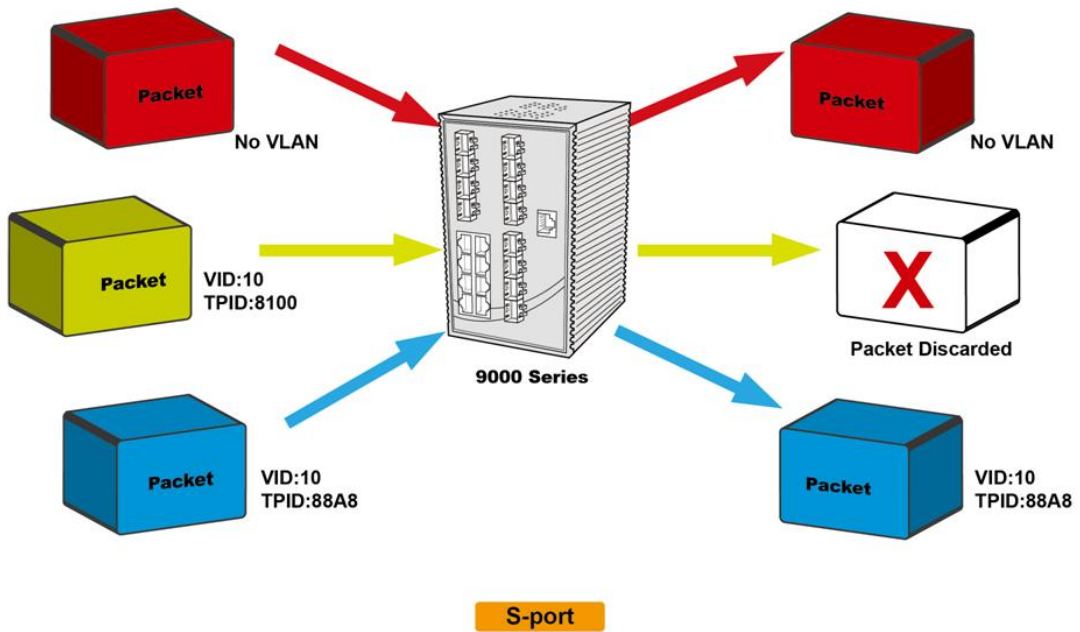 Packet
No VLAN
Packet
No VLAN
Packet
VID:10
TPID:8100
X
Packet Discarded
9000 Series
Packet
VID:10
TPID:88A8
Packet
VID:10
TPID:88A8
S-port